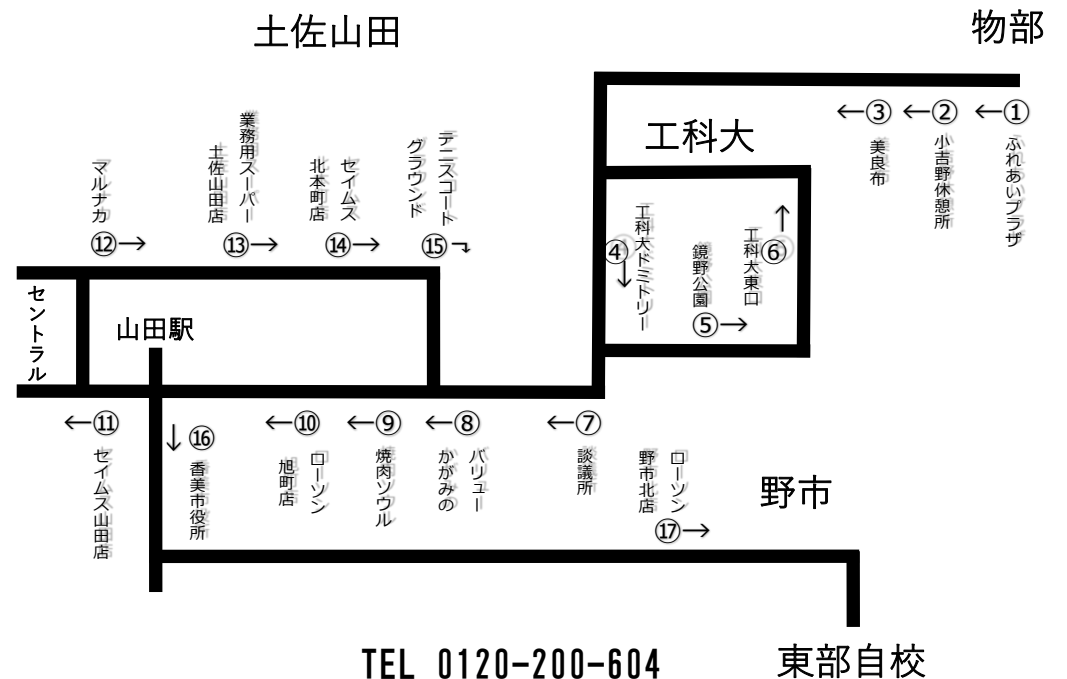 土佐山田
物部
←③
←②
←①
美良布
小吉野休憩所
ふれあいプラザ
工科大
工科大ドミトリー
④
↓
鏡野公園
⑤→
工科大東口
↑
⑥
マルナカ
⑫→
業務用スーパー
土佐山田店
⑬→
セイムス
北本町店
⑭→
テニスコート
グラウンド
⑮
セントラル
山田駅
←⑪
セイムス山田店
↓⑯
香美市役所
←⑩
ローソン
旭町店
←⑨
焼肉ソウル
←⑧
バリュー
かがみの
←⑦
談議所
ローソン
野市北店
⑰→
野市
東部自校
TEL 0120-200-604